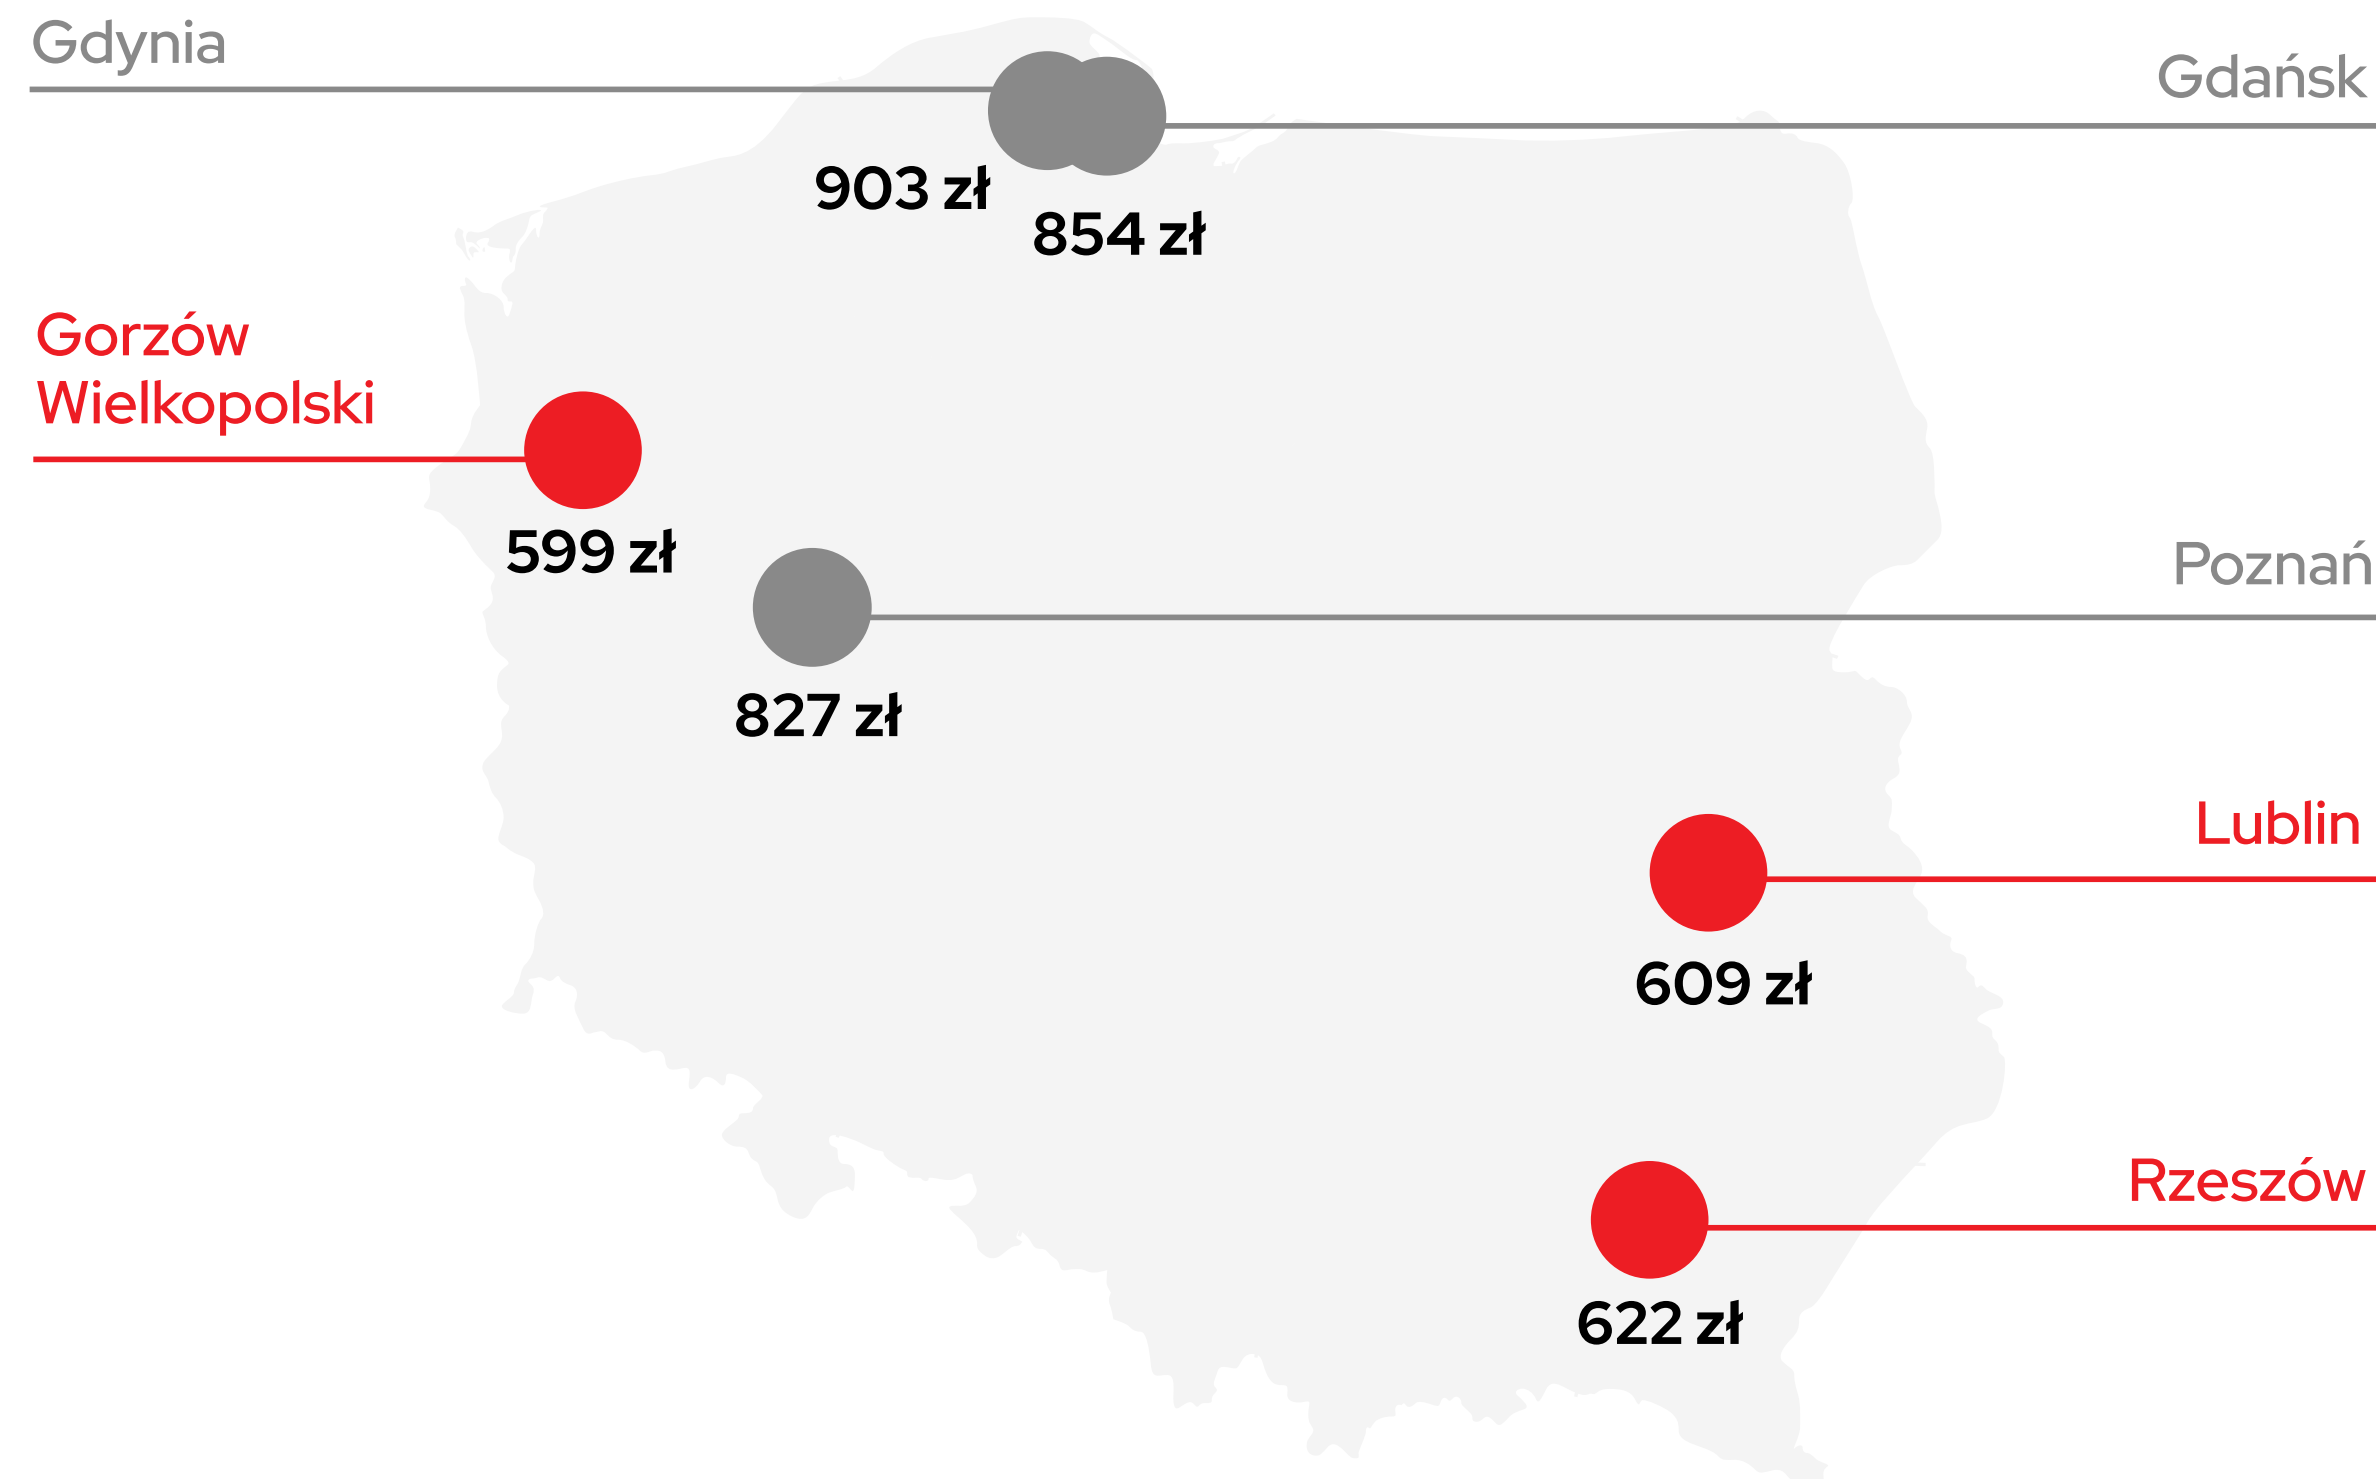 Gdynia
Gdańsk
903 zł
854 zł
Gorzów
Wielkopolski
599 zł
Poznań
827 zł
Lublin
609 zł
Rzeszów
622 zł